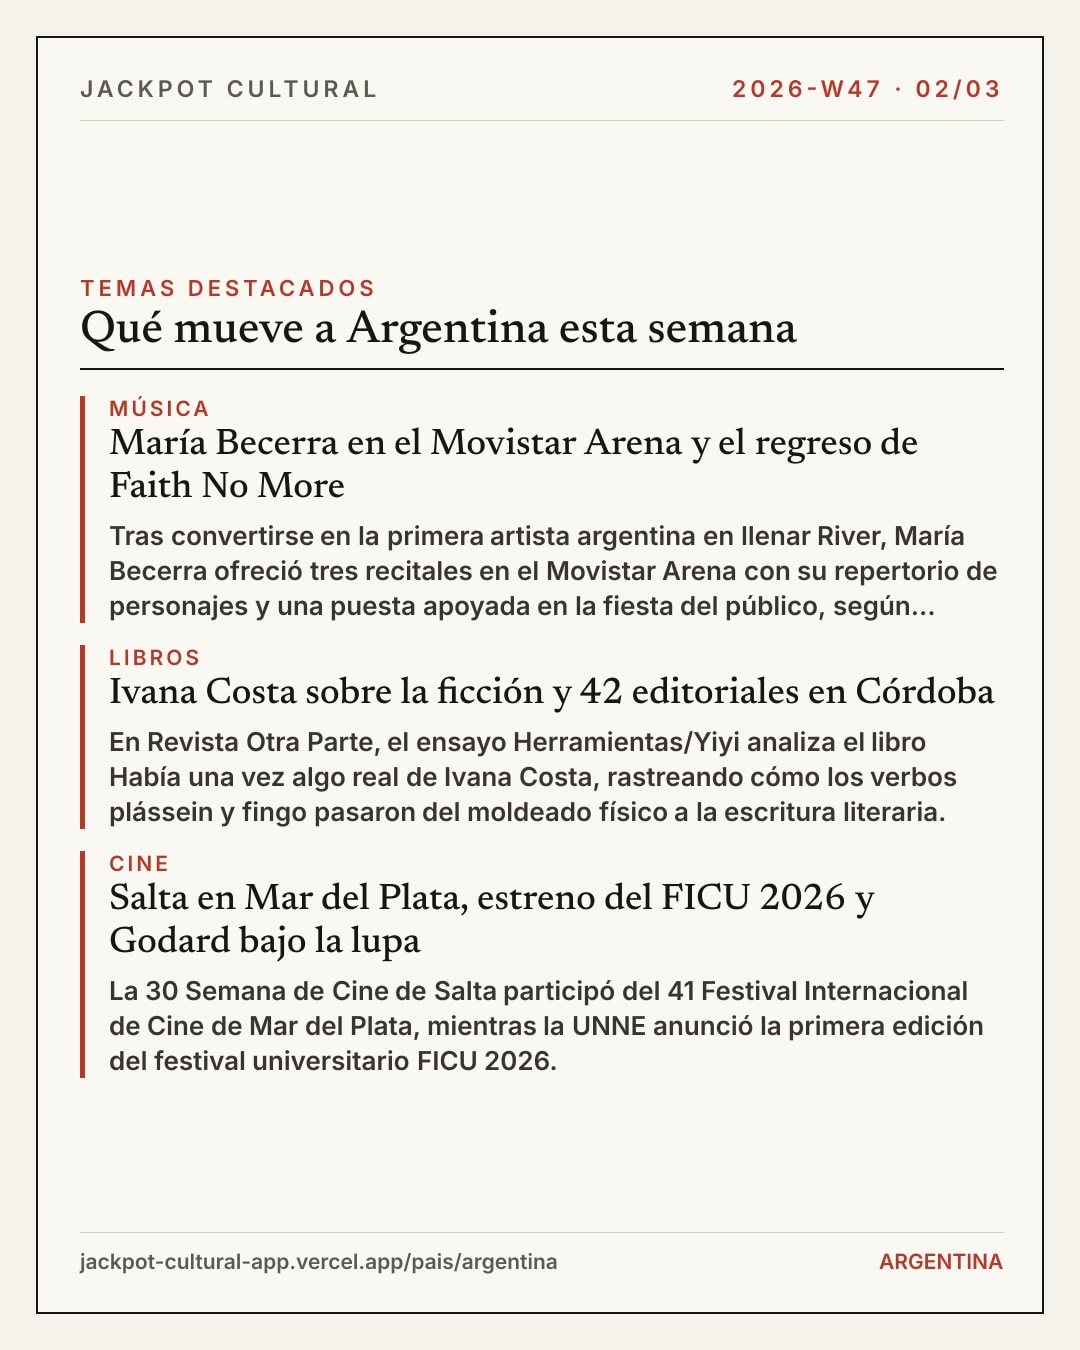 JACKPOT CULTURAL
2026-W47 · 02/03
TEMAS DESTACADOS
Qué mueve a Argentina esta semana
MÚSICA
María Becerra en el Movistar Arena y el regreso de
Faith No More
Tras convertirse en la primera artista argentina en llenar River, María
Becerra ofreció tres recitales en el Movistar Arena con su repertorio de
personajes y una puesta apoyada en la fiesta del público, según...
LIBROS
Ivana Costa sobre la ficción y 42 editoriales en Córdoba
En Revista Otra Parte, el ensayo Herramientas/Yiyi analiza el libro
Había una vez algo real de Ivana Costa, rastreando cómo los verbos
plássein y fingo pasaron del moldeado físico a la escritura literaria.
CINE
Salta en Mar del Plata, estreno del FICU 2026 y
Godard bajo la lupa
La 30 Semana de Cine de Salta participó del 41 Festival Internacional
de Cine de Mar del Plata, mientras la UNNE anunció la primera edición
del festival universitario FICU 2026.
jackpot-cultural-app.vercel.app/pais/argentina
ARGENTINA